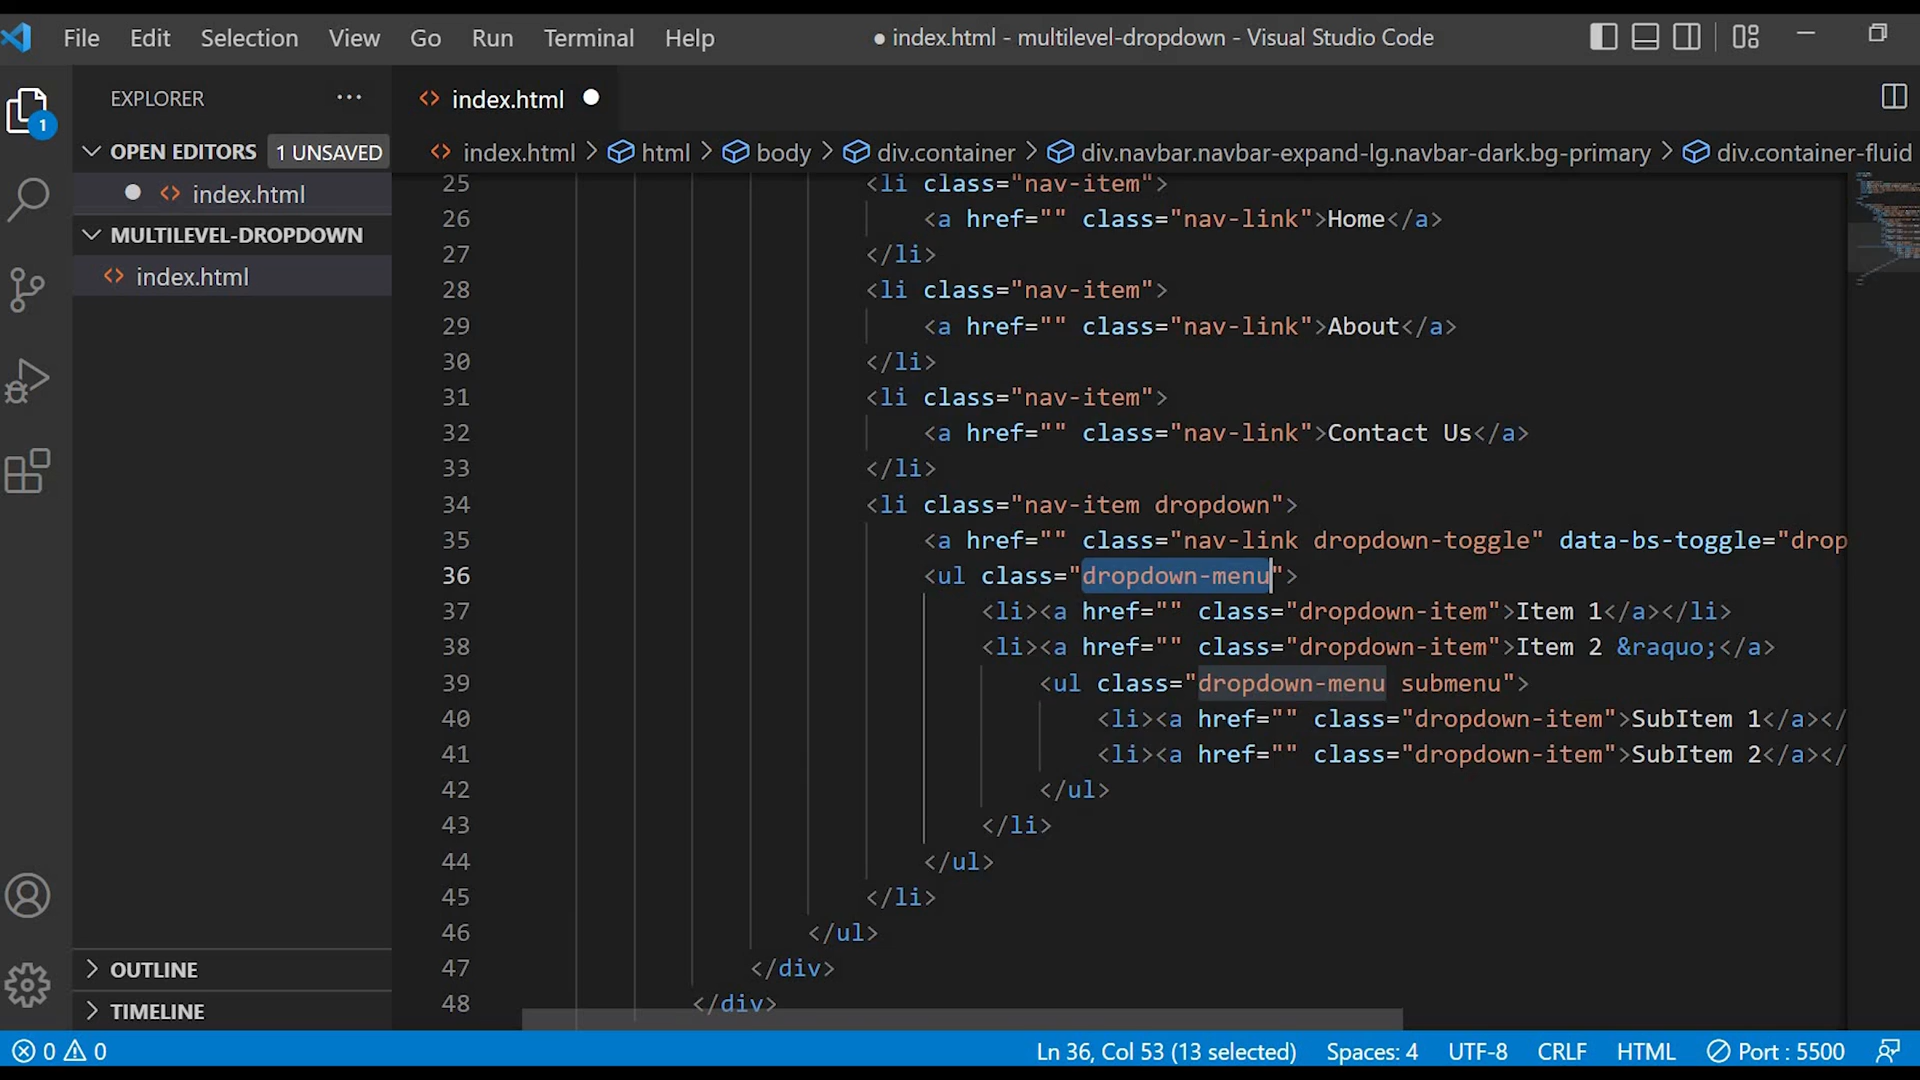 File Edit Selection View Go Run Terminal Help
● index.html - multilevel-dropdown - Visual Studio Code
EXPLORER ···
index.html ●
1
OPEN EDITORS 1 UNSAVED
index.html > html > body > div.container > div.navbar.navbar-expand-lg.navbar-dark.bg-primary > div.container-fluid
● index.html
MULTILEVEL-DROPDOWN
index.html
25 <li class="nav-item">
26 <a href="" class="nav-link">Home</a>
27 </li>
28 <li class="nav-item">
29 <a href="" class="nav-link">About</a>
30 </li>
31 <li class="nav-item">
32 <a href="" class="nav-link">Contact Us</a>
33 </li>
34 <li class="nav-item dropdown">
35 <a href="" class="nav-link dropdown-toggle" data-bs-toggle="drop
36 <ul class="dropdown-menu">
37 <li><a href="" class="dropdown-item">Item 1</a></li>
38 <li><a href="" class="dropdown-item">Item 2 &raquo;</a>
39 <ul class="dropdown-menu submenu">
40 <li><a href="" class="dropdown-item">SubItem 1</a></
41 <li><a href="" class="dropdown-item">SubItem 2</a></
42 </ul>
43 </li>
44 </ul>
45 </li>
46 </ul>
47 </div>
48 </div>
OUTLINE
TIMELINE
0 0
Ln 36, Col 53 (13 selected) Spaces: 4 UTF-8 CRLF HTML Port : 5500